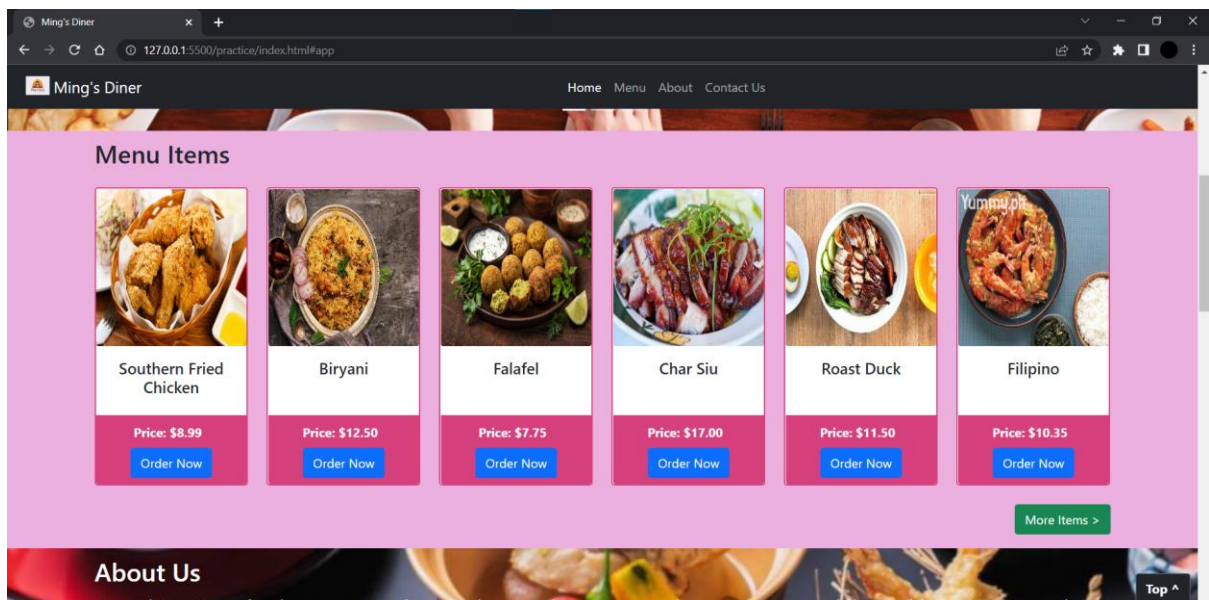 Ming's Diner
127.0.0.1:5500/practice/index.html#app
Ming's Diner
Home Menu About Contact Us
Menu Items
Yummy.ph
Southern Fried
Chicken
Biryani
Falafel
Char Siu
Roast Duck
Filipino
Price: $8.99
Price: $12.50
Price: $7.75
Price: $17.00
Price: $11.50
Price: $10.35
Order Now
Order Now
Order Now
Order Now
Order Now
Order Now
More Items >
About Us
Top ^